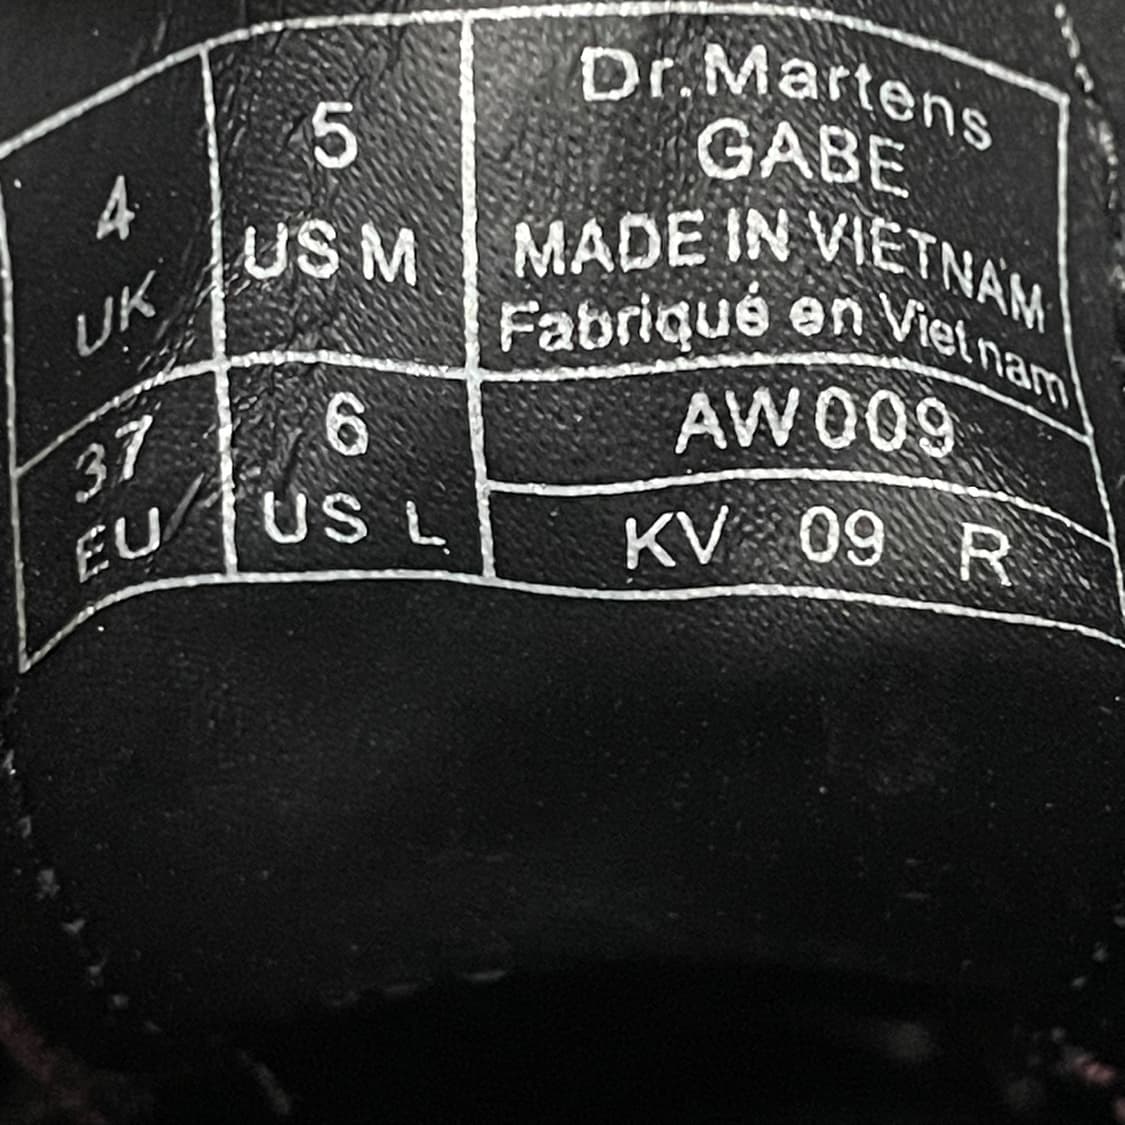 4
UK
5
US M
Dr. Martens
GABE
MADE IN VIETNAM
Fabriqué en Vietnam
37
EU
6
US L
AW009
KV 09 R